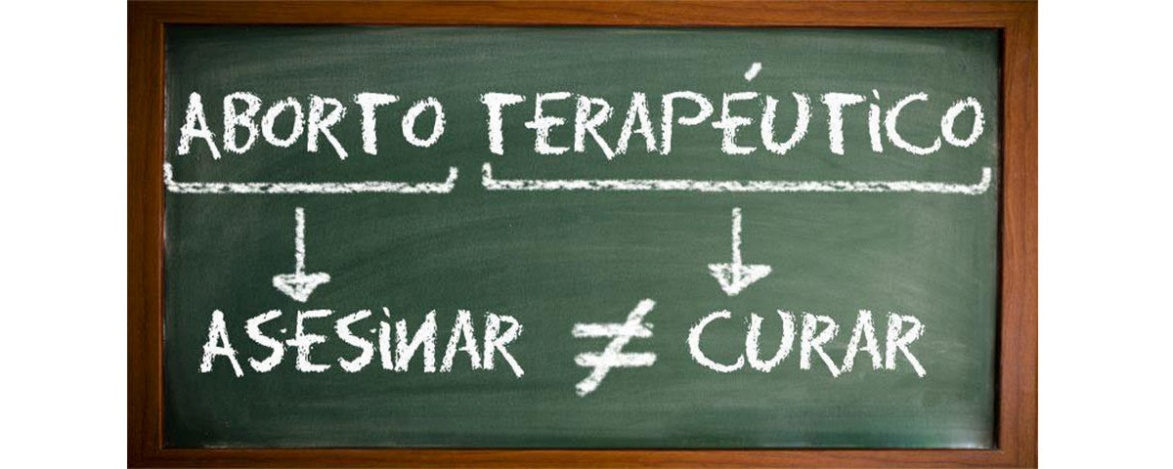 ABORTO TERAPÉUTICO
ASESINAR ≠ CURAR